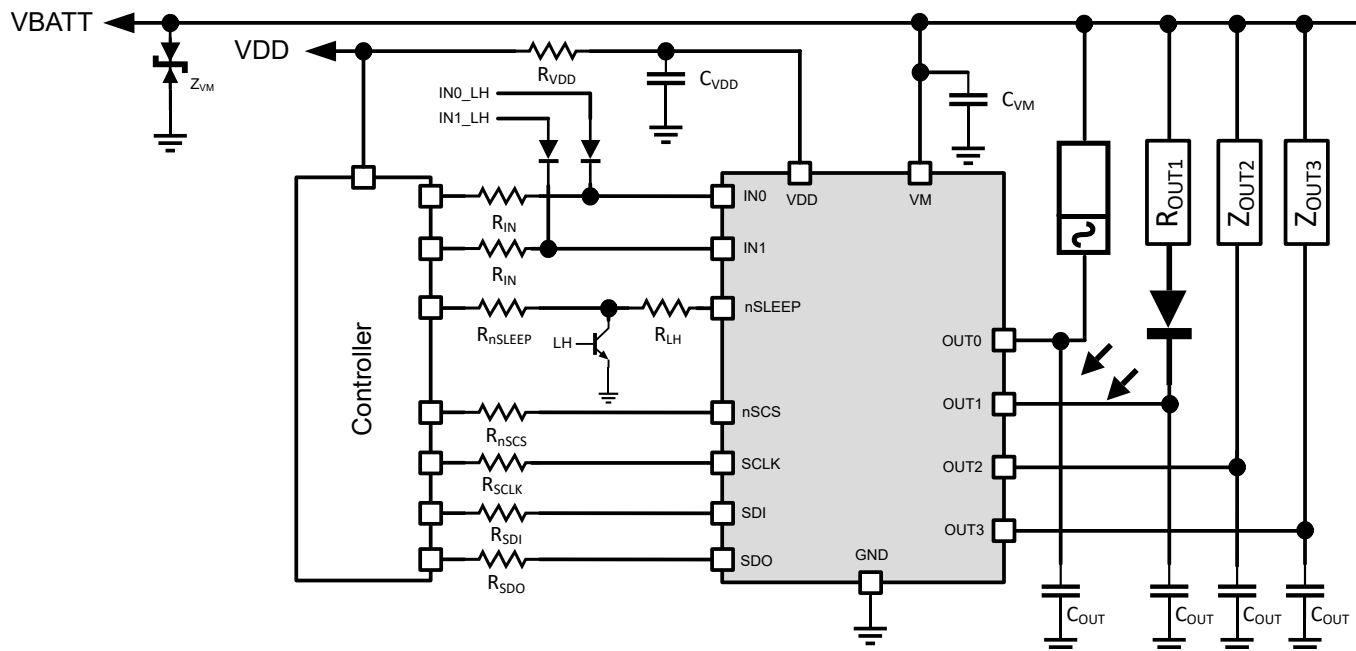 VBATT
VDD
Z_VM
R_VDD
C_VDD
C_VM
IN0_LH
IN1_LH
VDD
VM
R_IN
IN0
R_IN
IN1
R_nSLEEP
R_LH
nSLEEP
LH
Controller
R_nSCS
nSCS
R_SCLK
SCLK
R_SDI
SDI
R_SDO
SDO
GND
OUT0
OUT1
OUT2
OUT3
R_OUT1
Z_OUT2
Z_OUT3
C_OUT
C_OUT
C_OUT
C_OUT